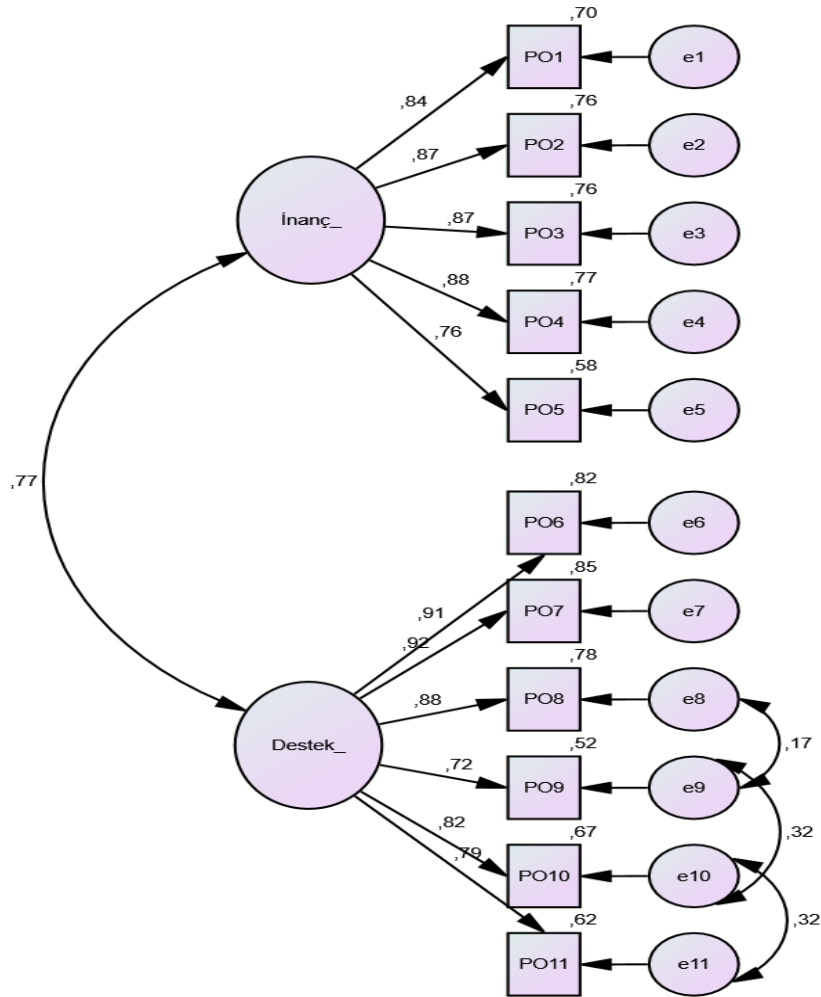 ,70
PO1
e1
,84
,76
PO2
e2
,87
,76
İnanç_
,87
PO3
e3
,88
,77
PO4
e4
,76
,58
PO5
e5
,77
,82
PO6
e6
,85
,91
PO7
e7
,92
,78
,88
PO8
e8
Destek_
,17
,52
,72
PO9
e9
,82
,67
,32
,79
PO10
e10
,62
,32
PO11
e11